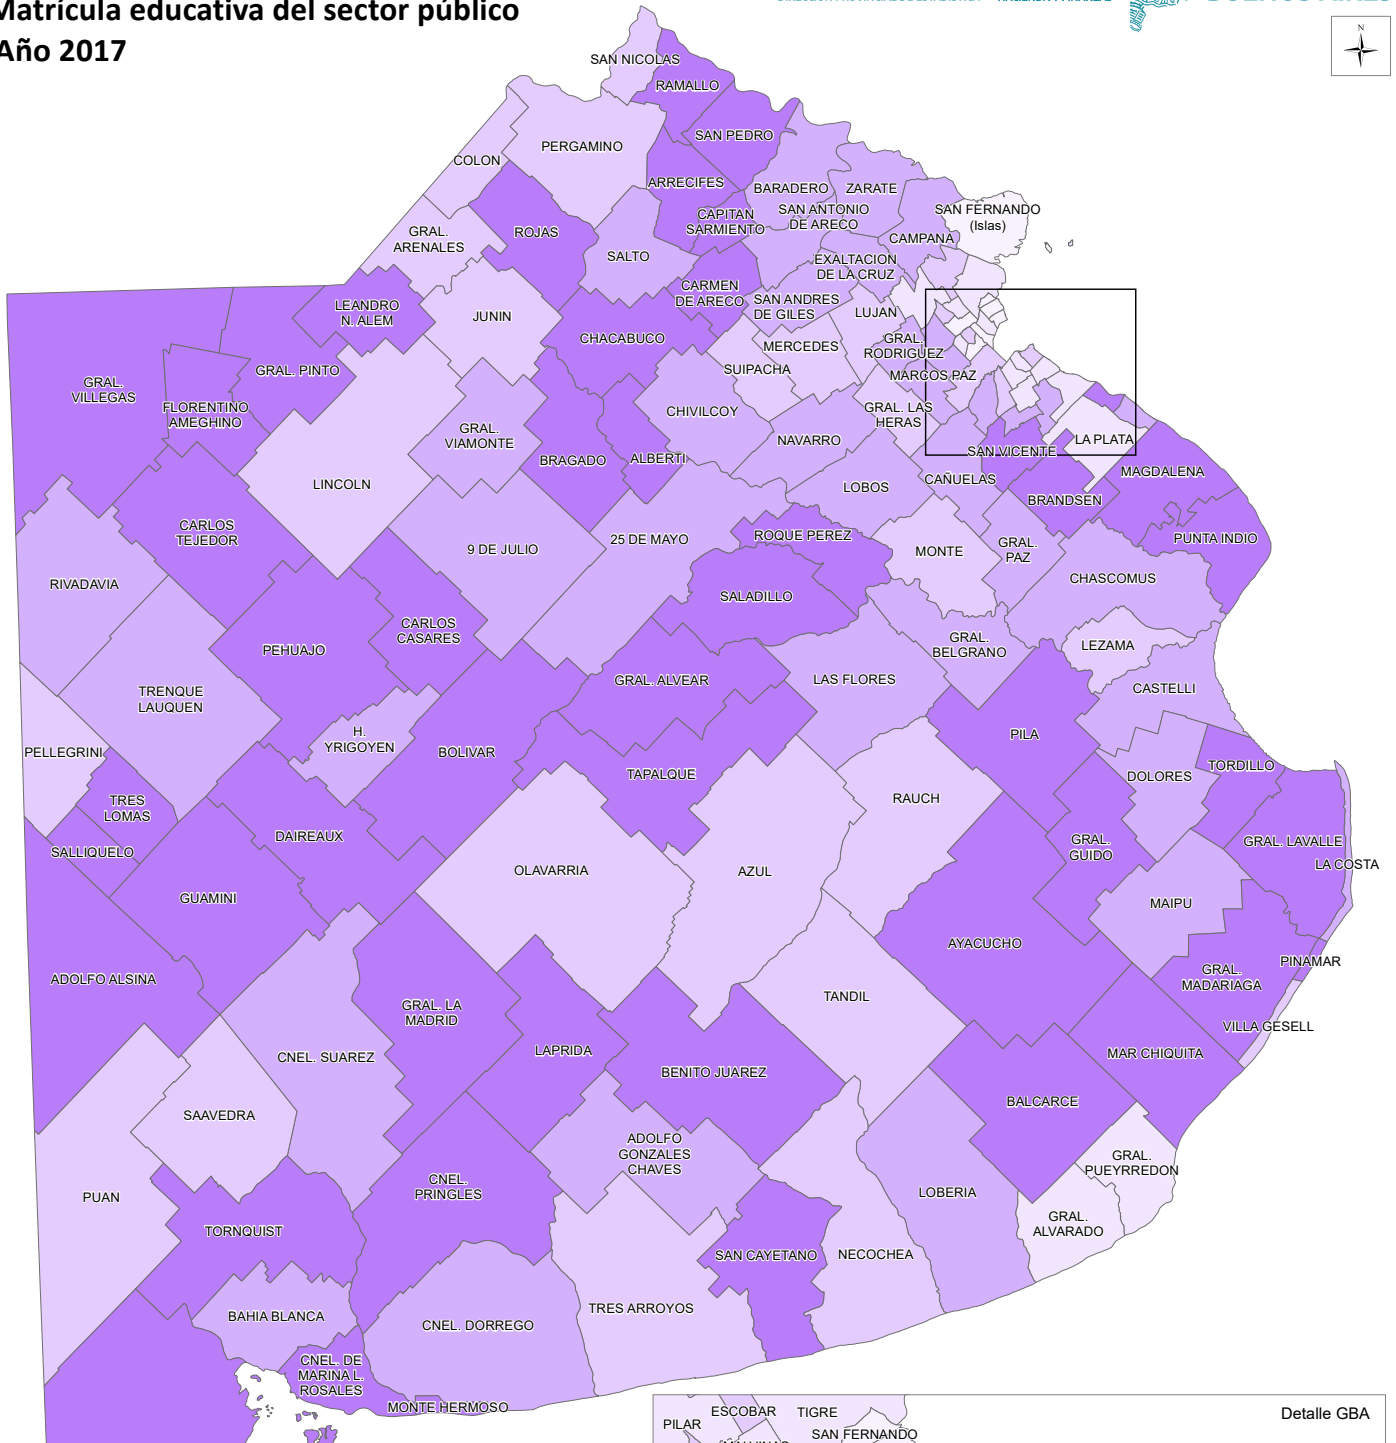 Matrícula educativa del sector público
Año 2017
N
SAN NICOLAS
RAMALLO
SAN PEDRO
PERGAMINO
COLON
ARRECIFES
BARADERO
ZARATE
CAPITAN
SARMIENTO
SAN ANTONIO
DE ARECO
SAN FERNANDO
(Islas)
CAMPANA
GRAL.
ARENALES
ROJAS
SALTO
EXALTACION
DE LA CRUZ
CARMEN
DE ARECO
SAN ANDRES
DE GILES
LUJAN
LEANDRO
N. ALEM
JUNIN
CHACABUCO
MERCEDES
GRAL.
RODRIGUEZ
SUIPACHA
MARCOS PAZ
GRAL. PINTO
GRAL.
VILLEGAS
FLORENTINO
AMEGHINO
CHIVILCOY
GRAL. LAS
HERAS
GRAL.
VIAMONTE
NAVARRO
LA PLATA
SAN VICENTE
BRAGADO
ALBERTI
MAGDALENA
LINCOLN
LOBOS
CAÑUELAS
BRANDSEN
CARLOS
TEJEDOR
9 DE JULIO
25 DE MAYO
ROQUE PEREZ
MONTE
GRAL.
PAZ
PUNTA INDIO
RIVADAVIA
CHASCOMUS
SALADILLO
CARLOS
CASARES
PEHUAJO
GRAL.
BELGRANO
LEZAMA
GRAL. ALVEAR
LAS FLORES
CASTELLI
TRENQUE
LAUQUEN
H.
YRIGOYEN
PELLEGRINI
BOLIVAR
PILA
TAPALQUE
DOLORES
TORDILLO
TRES
LOMAS
RAUCH
DAIREAUX
SALLIQUELO
GRAL.
GUIDO
GRAL. LAVALLE
LA COSTA
OLAVARRIA
AZUL
GUAMINI
MAIPU
AYACUCHO
ADOLFO ALSINA
PINAMAR
GRAL.
MADARIAGA
GRAL. LA
MADRID
TANDIL
VILLA GESELL
CNEL. SUAREZ
LAPRIDA
MAR CHIQUITA
BENITO JUAREZ
BALCARCE
SAAVEDRA
ADOLFO
GONZALES
CHAVES
GRAL.
PUEYRREDON
PUAN
CNEL.
PRINGLES
LOBERIA
GRAL.
ALVARADO
TORNQUIST
SAN CAYETANO
NECOCHEA
BAHIA BLANCA
TRES ARROYOS
CNEL. DORREGO
CNEL. DE
MARINA L.
ROSALES
MONTE HERMOSO
Detalle GBA
PILAR
ESCOBAR
TIGRE
SAN FERNANDO